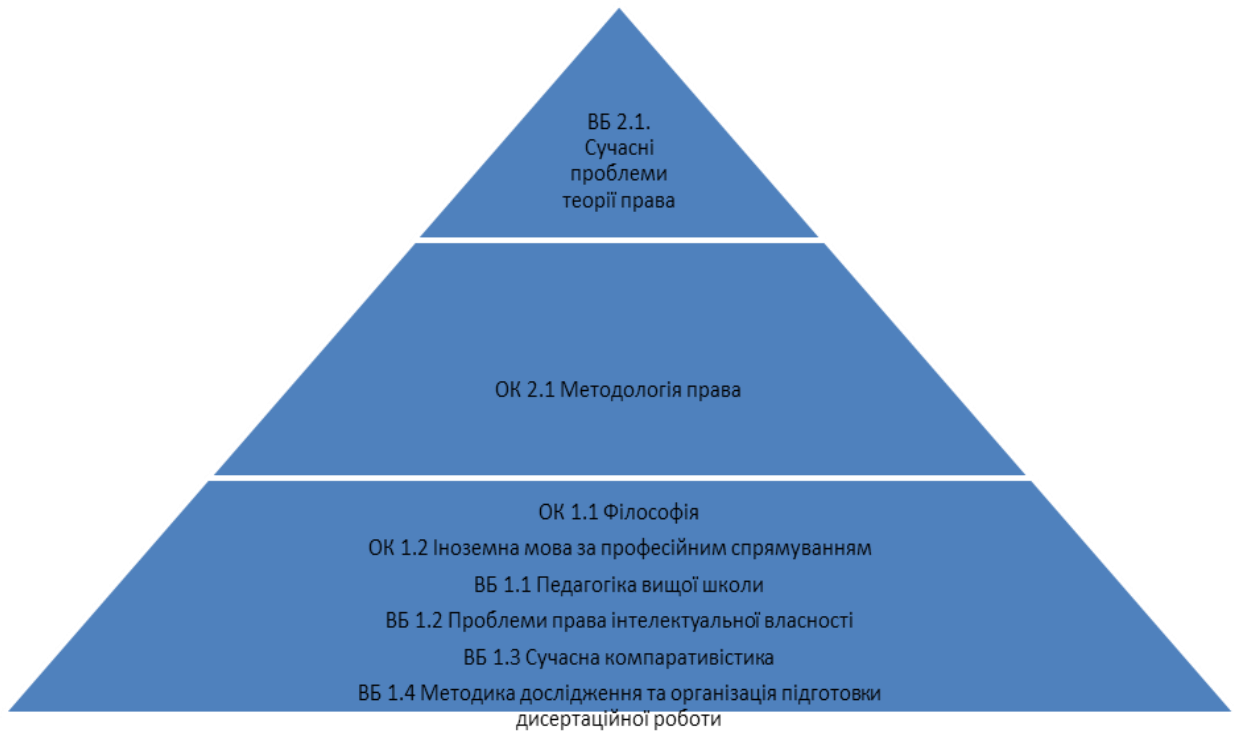 ВБ 2.1.
Сучасні
проблеми
теорії права
ОК 2.1 Методологія права
ОК 1.1 Філософія
ОК 1.2 Іноземна мова за професійним спрямуванням
ВБ 1.1 Педагогіка вищої школи
ВБ 1.2 Проблеми права інтелектуальної власності
ВБ 1.3 Сучасна компаративістика
ВБ 1.4 Методика дослідження та організація підготовки
дисертаційної роботи